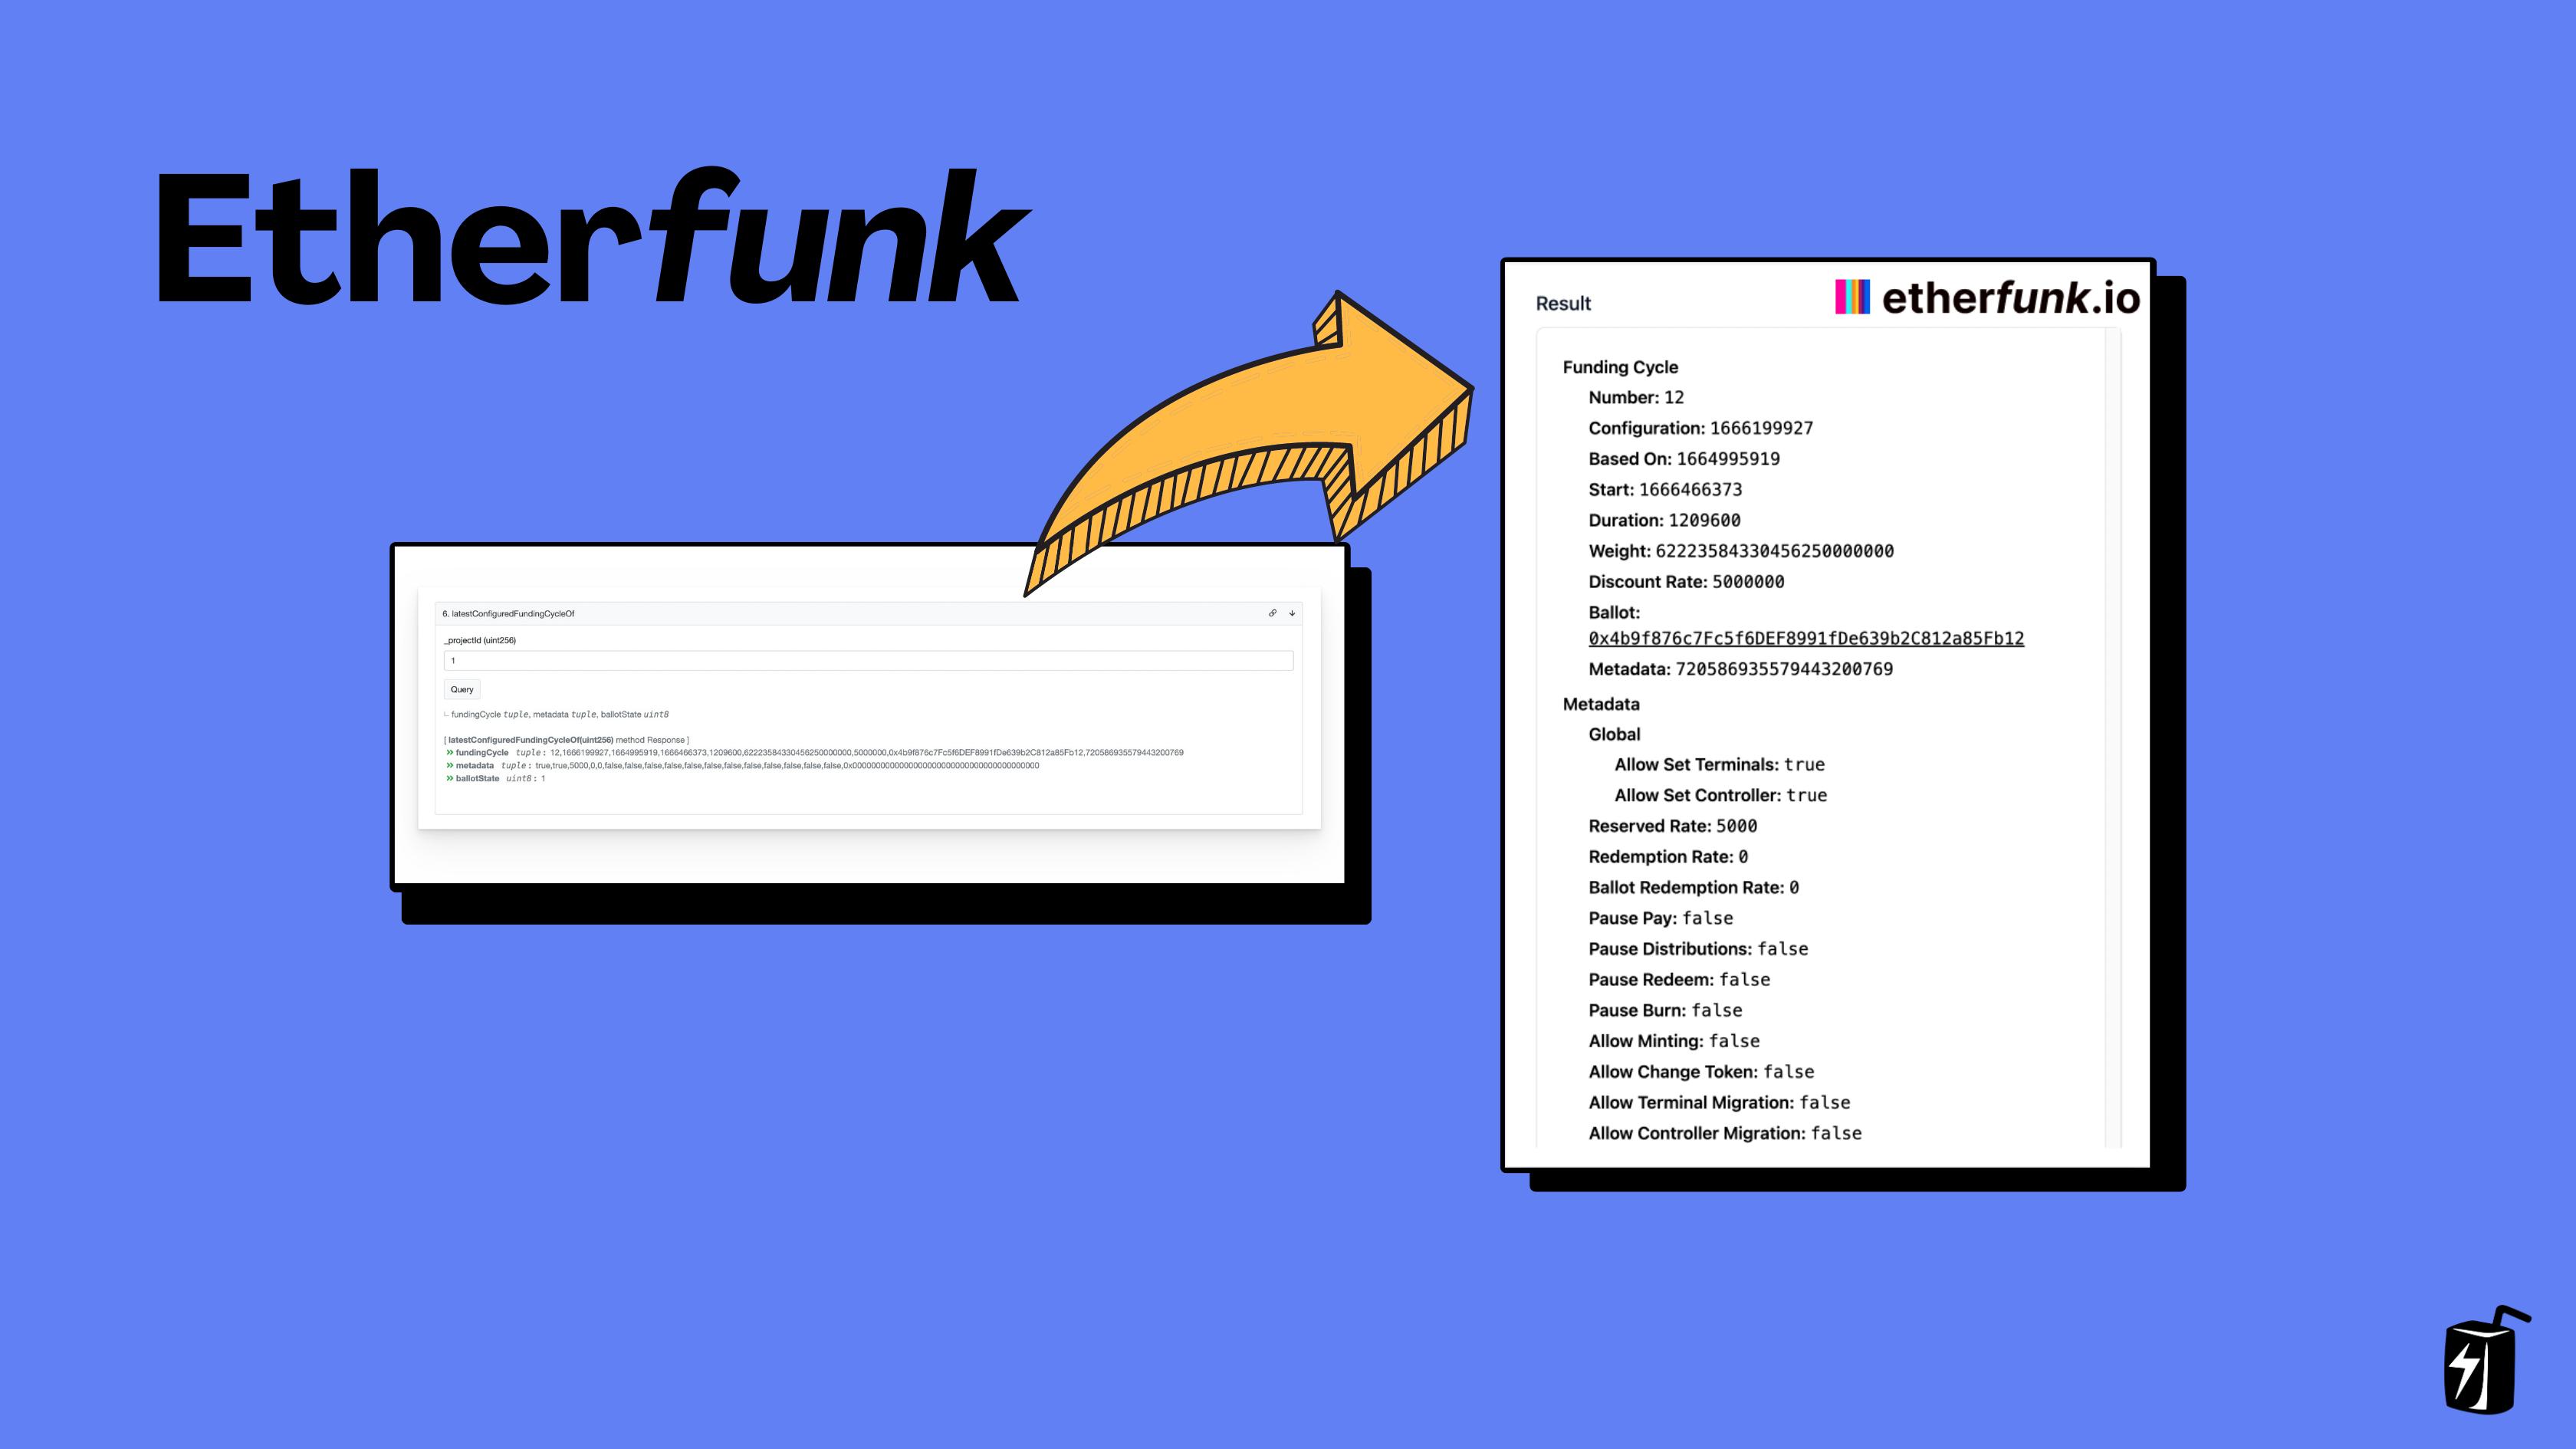 Etherfunk
6. latestConfiguredFundingCycleOf
_projectId (uint256)
1
Query
fundingCycle tuple, metadata tuple, ballotState uint8
[ latestConfiguredFundingCycleOf(uint256) method Response ]
>> fundingCycle tuple : 12,1666199927,1664995919,1666466373,1209600,62223584330456250000000,5000000,0x4b9f876c7Fc5f6DEF8991fDe639b2C812a85Fb12,720586935579443200769
>> metadata tuple : true,true,5000,0,0,false,false,false,false,false,false,false,false,false,false,false,false,0x0000000000000000000000000000000000000000
>> ballotState uint8 : 1
Result
etherfunk.io
Funding Cycle
Number: 12
Configuration: 1666199927
Based On: 1664995919
Start: 1666466373
Duration: 1209600
Weight: 62223584330456250000000
Discount Rate: 5000000
Ballot:
0x4b9f876c7Fc5f6DEF8991fDe639b2C812a85Fb12
Metadata: 720586935579443200769
Metadata
Global
Allow Set Terminals: true
Allow Set Controller: true
Reserved Rate: 5000
Redemption Rate: 0
Ballot Redemption Rate: 0
Pause Pay: false
Pause Distributions: false
Pause Redeem: false
Pause Burn: false
Allow Minting: false
Allow Change Token: false
Allow Terminal Migration: false
Allow Controller Migration: false